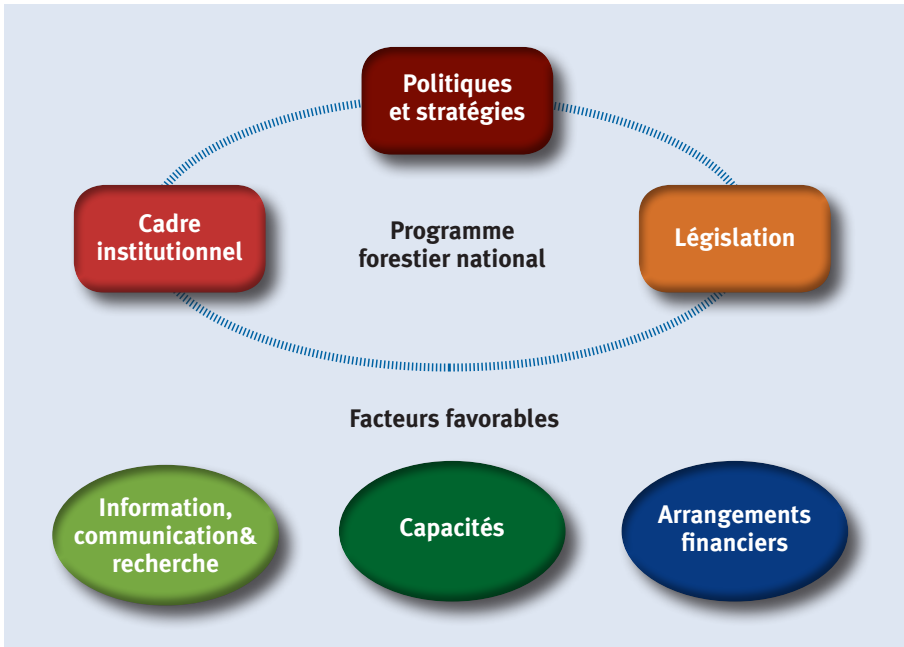 Politiques
et stratégies
Cadre
institutionnel
Programme
forestier national
Législation
Facteurs favorables
Information,
communication&
recherche
Capacités
Arrangements
financiers